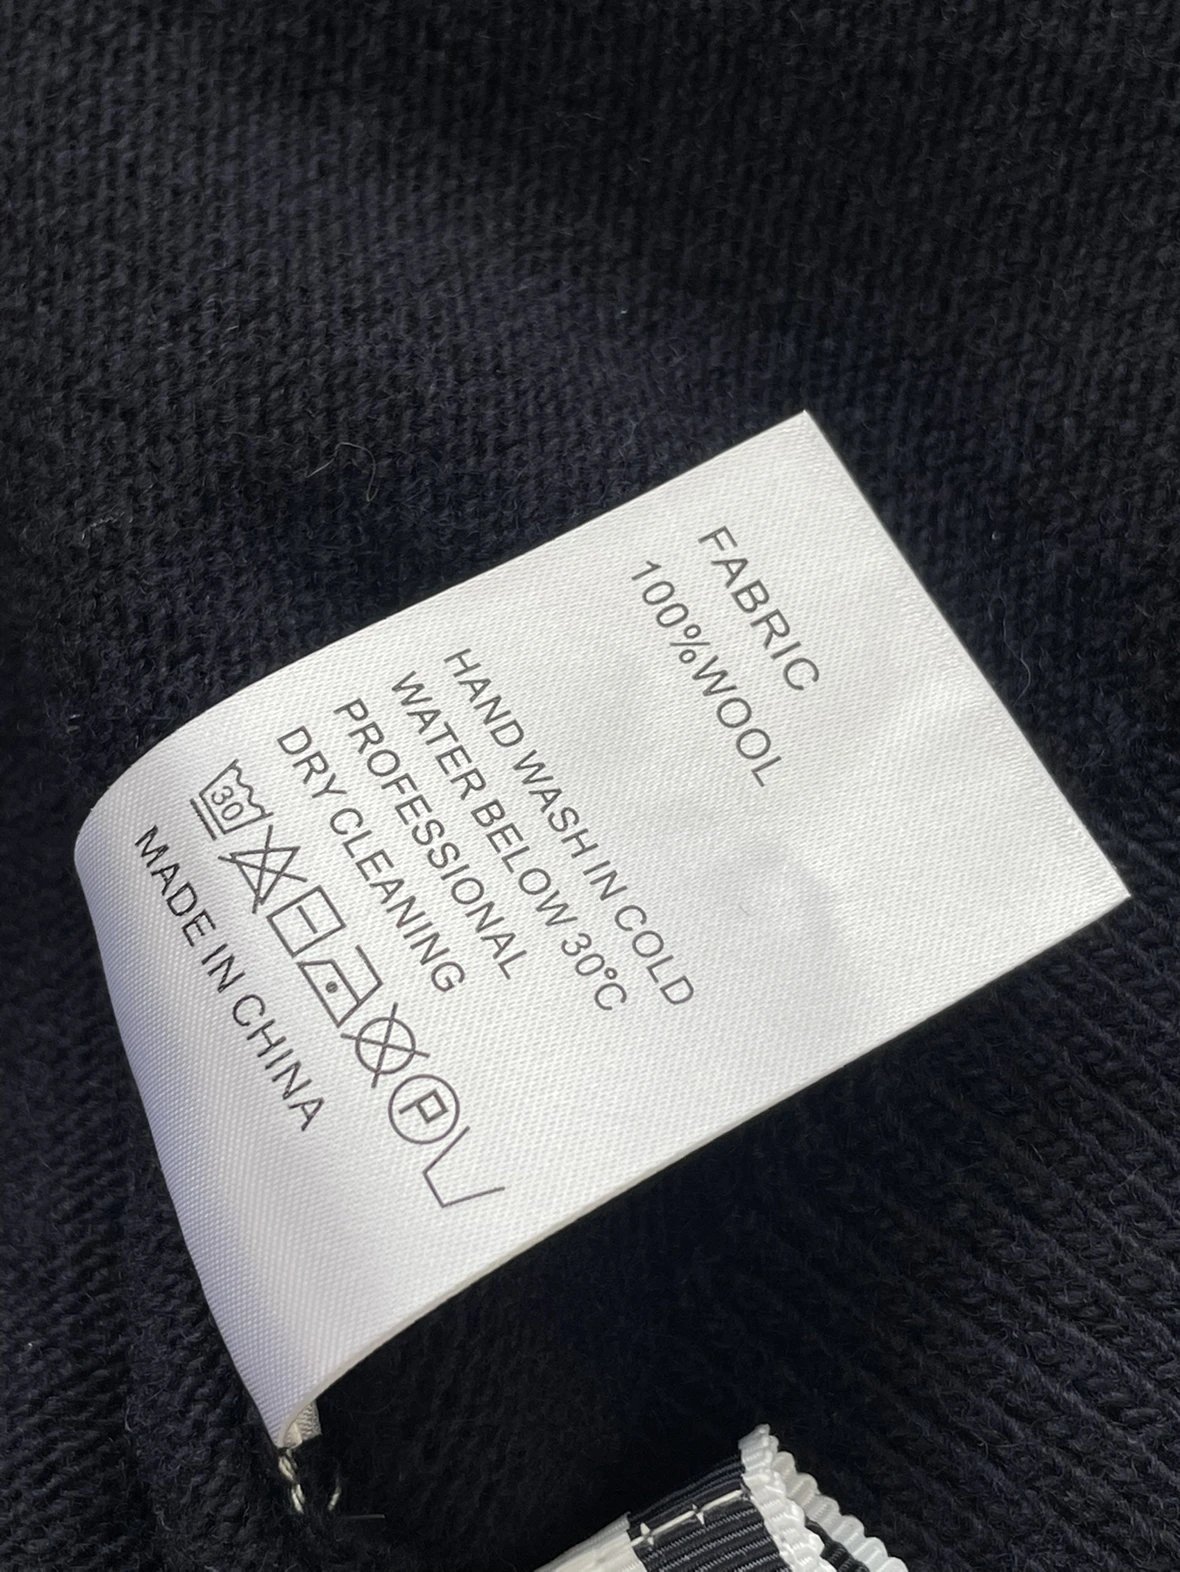 FABRIC
100%WOOL
HAND WASH IN COLD
WATER BELOW 30°C
PROFESSIONAL
DRY CLEANING
30
P
MADE IN CHINA